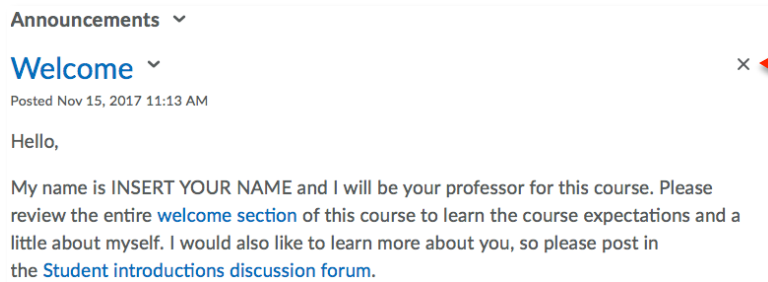 Announcements
Welcome
Posted Nov 15, 2017 11:13 AM
Hello,
My name is INSERT YOUR NAME and I will be your professor for this course. Please
review the entire welcome section of this course to learn the course expectations and a
little about myself. I would also like to learn more about you, so please post in
the Student introductions discussion forum.